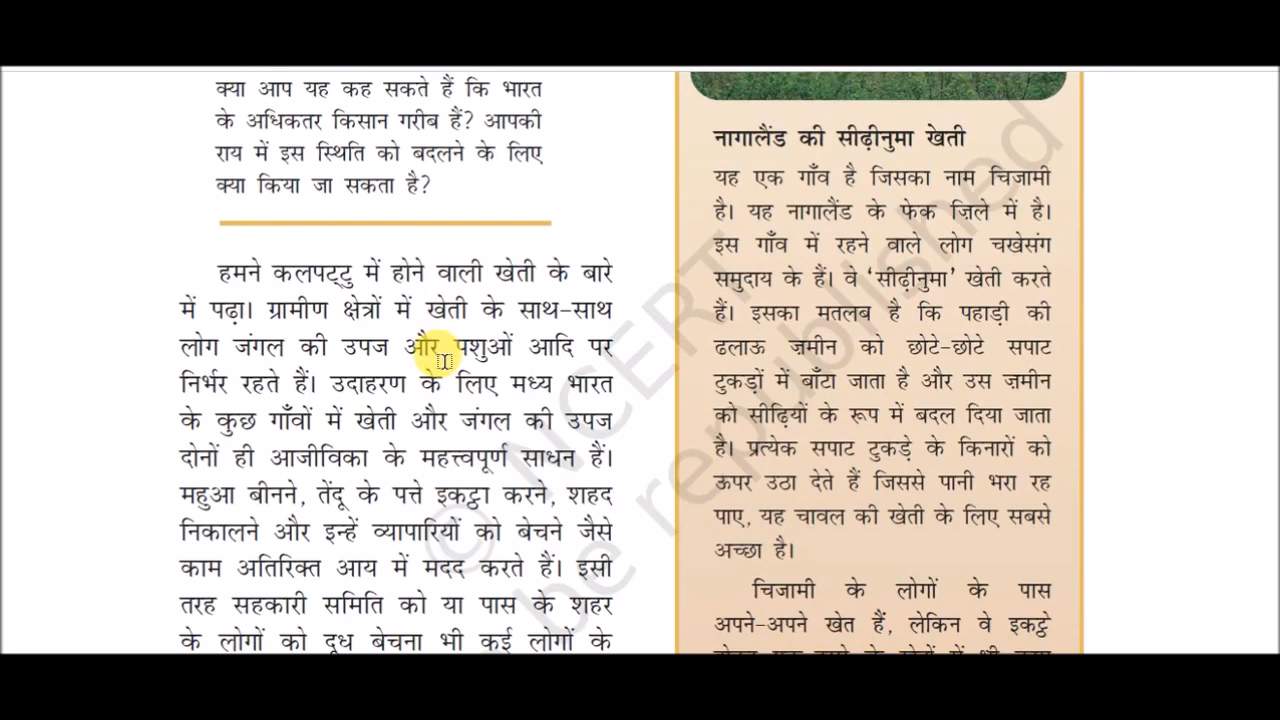 क्या आप यह कह सकते हैं कि भारत
के अधिकतर किसान गरीब हैं? आपकी
राय में इस स्थिति को बदलने के लिए
क्या किया जा सकता है?
हमने कलपट्टु में होने वाली खेती के बारे
में पढ़ा। ग्रामीण क्षेत्रों में खेती के साथ-साथ
लोग जंगल की उपज और पशुओं आदि पर
निर्भर रहते हैं। उदाहरण के लिए मध्य भारत
के कुछ गाँवों में खेती और जंगल की उपज
दोनों ही आजीविका के महत्त्वपूर्ण साधन हैं।
महुआ बीनने, तेंदू के पत्ते इकट्ठा करने, शहद
निकालने और इन्हें व्यापारियों को बेचने जैसे
काम अतिरिक्त आय में मदद करते हैं। इसी
तरह सहकारी समिति को या पास के शहर
के लोगों को दूध बेचना भी कई लोगों के
नागालैंड की सीढ़ीनुमा खेती
यह एक गाँव है जिसका नाम चिजामी
है। यह नागालैंड के फेक ज़िले में है।
इस गाँव में रहने वाले लोग चखेसंग
समुदाय के हैं। वे ‘सीढ़ीनुमा’ खेती करते
हैं। इसका मतलब है कि पहाड़ी की
ढलाऊ ज़मीन को छोटे-छोटे सपाट
टुकड़ों में बाँटा जाता है और उस ज़मीन
को सीढ़ियों के रूप में बदल दिया जाता
है। प्रत्येक सपाट टुकड़े के किनारों को
ऊपर उठा देते हैं जिससे पानी भरा रह
पाए, यह चावल की खेती के लिए सबसे
अच्छा है।
चिजामी के लोगों के पास
अपने-अपने खेत हैं, लेकिन वे इकट्ठे
© NCERT
be republished